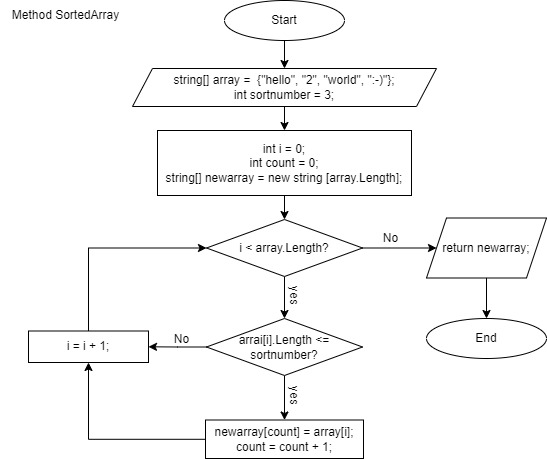 Method SortedArray
Start
string[] array =  {"hello", "2", "world", ":-)"};
int sortnumber = 3;
int i = 0;
int count = 0;
string[] newarray = new string [array.Length];
i < array.Length?
No
return newarray;
yes
End
arrai[i].Length <=
sortnumber?
No
i = i + 1;
yes
newarray[count] = array[i];
count = count + 1;